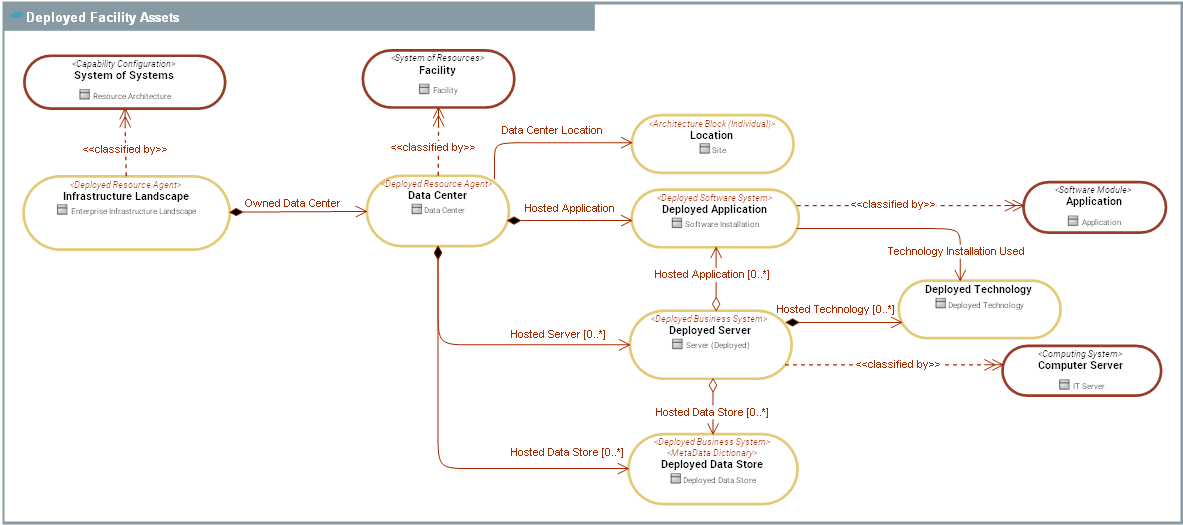 Deployed Facility Assets
<Capability Configuration>
System of Systems
Resource Architecture
<System of Resources>
Facility
Facility
<<classified by>>
<<classified by>>
Data Center Location
<Architecture Block (Individual)>
Location
Site
<Deployed Resource Agent>
Infrastructure Landscape
Enterprise Infrastructure Landscape
Owned Data Center
<Deployed Resource Agent>
Data Center
Data Center
Hosted Application
<Deployed Software System>
Deployed Application
Software Installation
<<classified by>>
<Software Module>
Application
Application
Technology Installation Used
Hosted Application [0..*]
Deployed Technology
Deployed Technology
Hosted Technology [0..*]
Hosted Server [0..*]
<Deployed Business System>
Deployed Server
Server (Deployed)
<<classified by>>
<Computing System>
Computer Server
IT Server
Hosted Data Store [0..*]
Hosted Data Store [0..*]
<Deployed Business System>
<MetaData Dictionary>
Deployed Data Store
Deployed Data Store